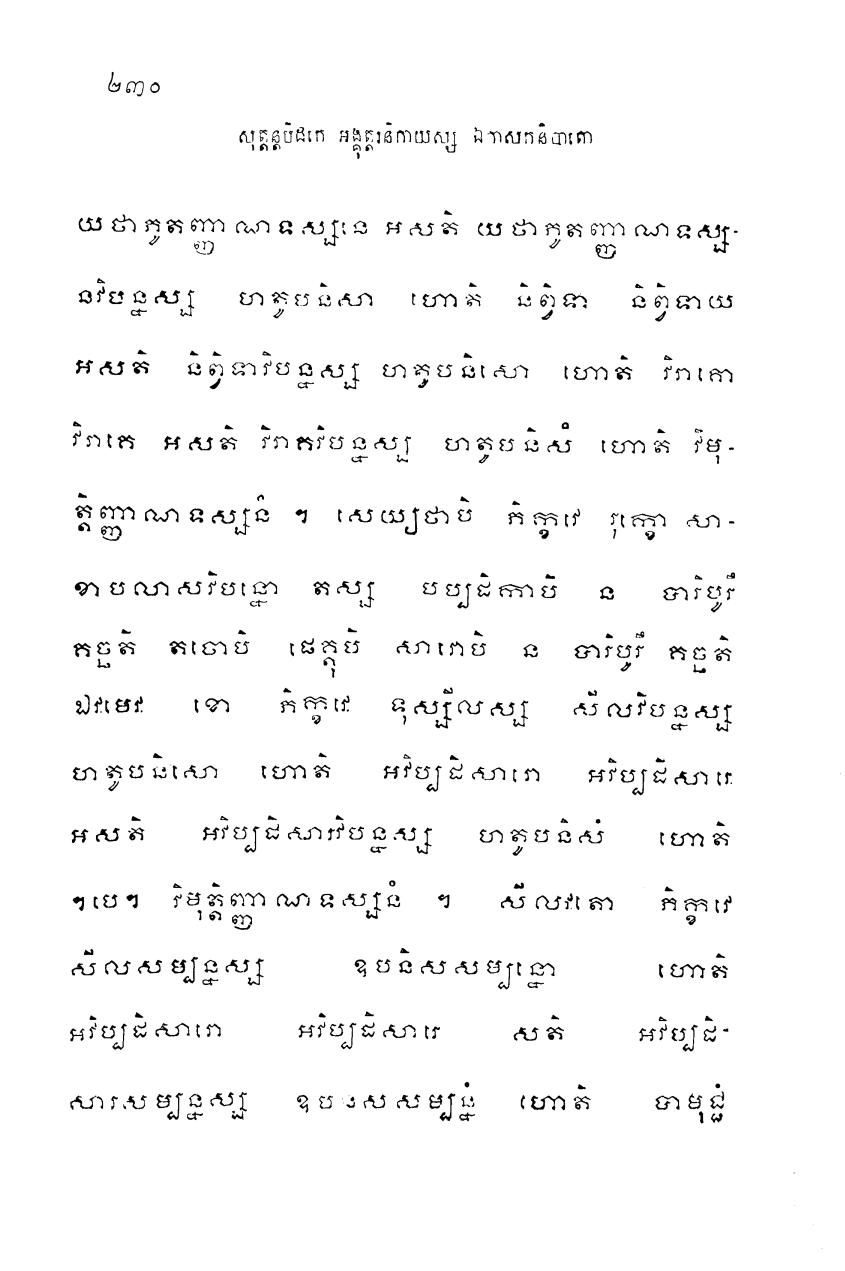 ២៣០
សុត្តន្តបិដកេ អង្គុត្តរនិកាយស្ស ឯកាទសកនិបាតោ
យថាភូតញ្ញាណទស្សនេ អសតិ យថាភូតញ្ញាណទស្ស-
នវិបន្នស្ស ហតូបនិសា ហោតិ និព្វិទា និព្វិទាយ
អសតិ និព្វិទាវិបន្នស្ស ហតូបនិសោ ហោតិ វិរាគោ
វិរាគេ អសតិ វិរាគវិបន្នស្ស ហតូបនិសំ ហោតិ វិមុ-
ត្តិញ្ញាណទស្សនំ ។ សេយ្យថាបិ ភិក្ខវេ រុក្ខោ សា-
ខាបលាសវិបន្នោ តស្ស បប្បដិកាបិ ន បារិបូរឹ
គច្ឆតិ តចោបិ ផេគ្គុបិ សារោបិ ន បារិបូរឹ គច្ឆតិ
ឯវមេវ ខោ ភិក្ខវេ ទុស្សីលស្ស សីលវិបន្នស្ស
ហតូបនិសោ ហោតិ អវិប្បដិសារោ អវិប្បដិសារេ
អសតិ អវិប្បដិសារវិបន្នស្ស ហតូបនិសំ ហោតិ
។បេ។ វិមុត្តិញ្ញាណទស្សនំ ។ សីលវតោ ភិក្ខវេ
សីលសម្បន្នស្ស ឧបនិសសម្បន្នោ ហោតិ
អវិប្បដិសារោ អវិប្បដិសារេ សតិ អវិប្បដិ-
សារសម្បន្នស្ស ឧបនិសសម្បន្នំ ហោតិ បាមុជ្ជំ